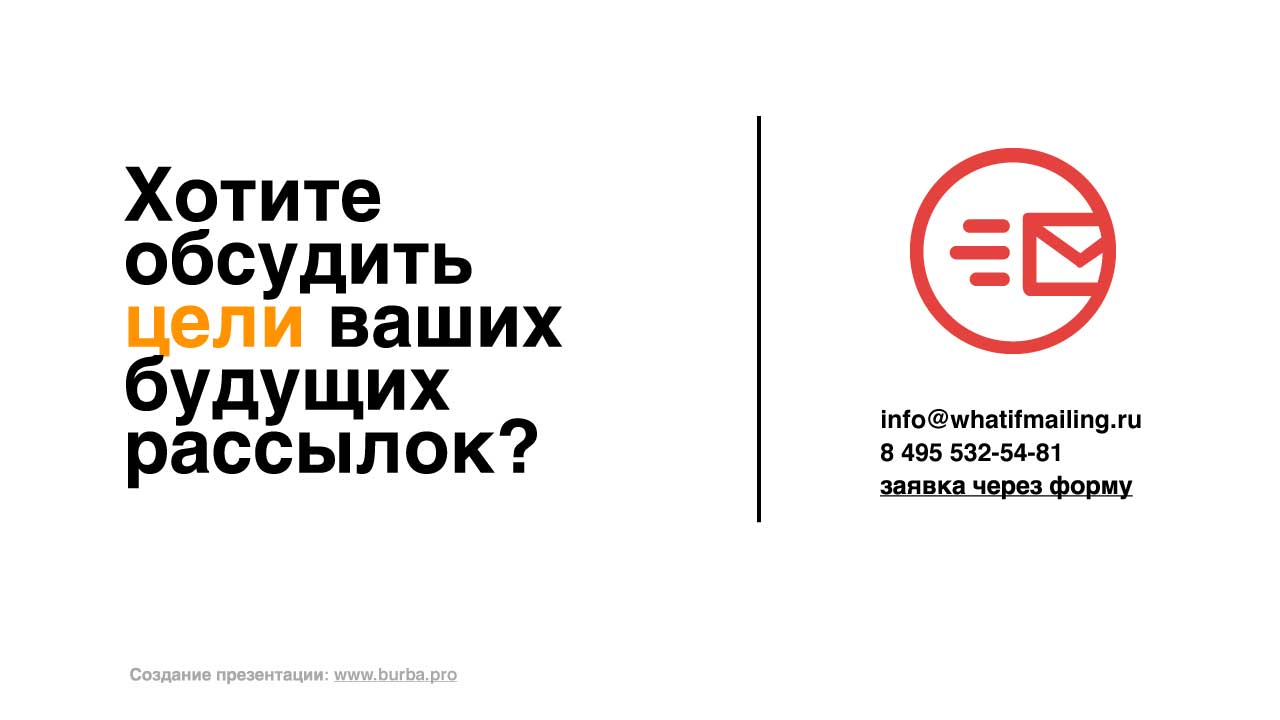 Хотите
обсудить
цели ваших
будущих
рассылок?
info@whatifmailing.ru
8 495 532-54-81
заявка через форму
Создание презентации: www.burba.pro